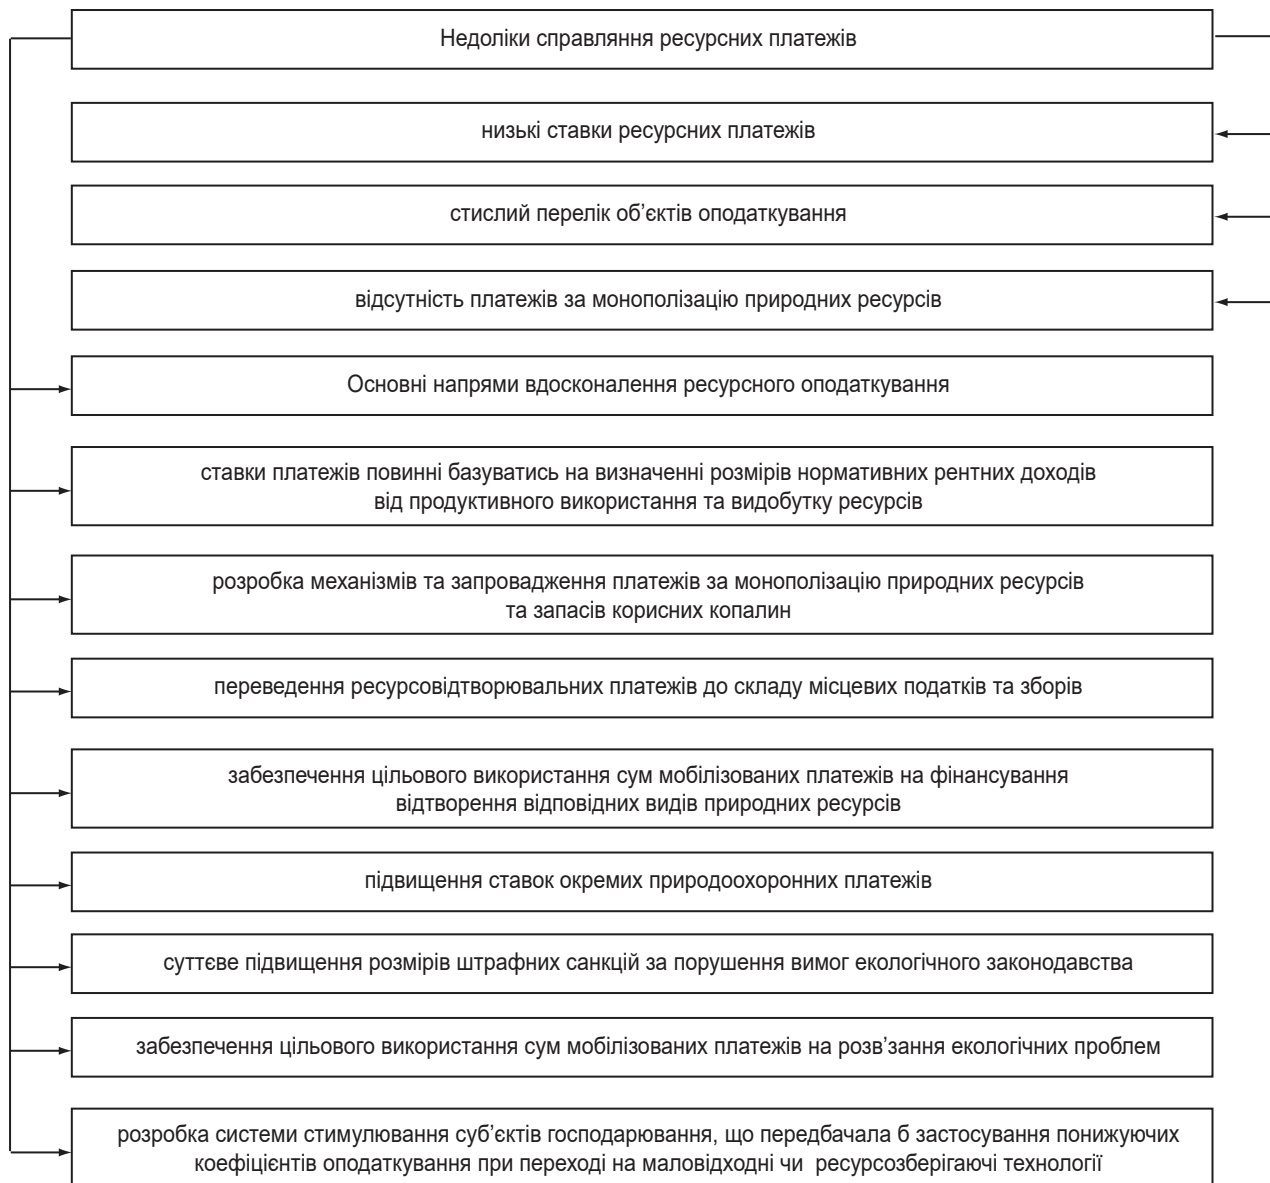 Недоліки справляння ресурсних платежів
низькі ставки ресурсних платежів
стислий перелік об’єктів оподаткування
відсутність платежів за монополізацію природних ресурсів
Основні напрями вдосконалення ресурсного оподаткування
ставки платежів повинні базуватись на визначенні розмірів нормативних рентних доходів
від продуктивного використання та видобутку ресурсів
розробка механізмів та запровадження платежів за монополізацію природних ресурсів
та запасів корисних копалин
переведення ресурсовідтворювальних платежів до складу місцевих податків та зборів
забезпечення цільового використання сум мобілізованих платежів на фінансування
відтворення відповідних видів природних ресурсів
підвищення ставок окремих природоохоронних платежів
суттєве підвищення розмірів штрафних санкцій за порушення вимог екологічного законодавства
забезпечення цільового використання сум мобілізованих платежів на розв’язання екологічних проблем
розробка системи стимулювання суб’єктів господарювання, що передбачала б застосування понижуючих
коефіцієнтів оподаткування при переході на маловідходні чи ресурсозберігаючі технології